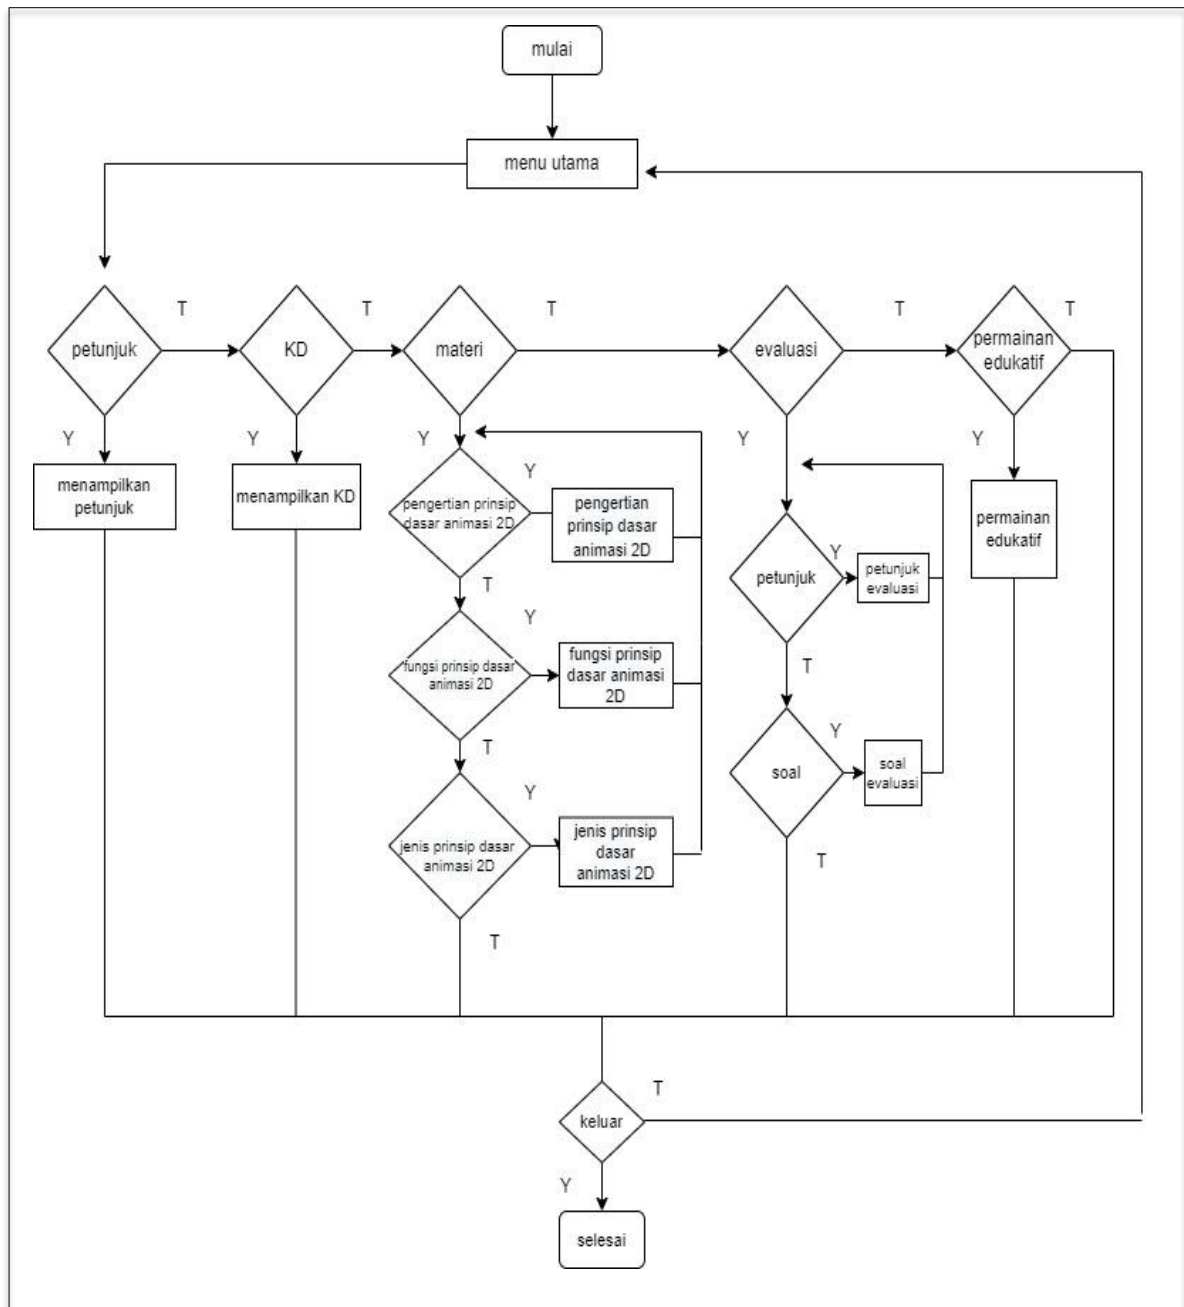 mulai
menu utama
T
T
T
T
T
petunjuk
KD
materi
evaluasi
permainan
edukatif
Y
Y
Y
Y
Y
menampilkan
petunjuk
menampilkan KD
pengertian prinsip
dasar animasi 2D
Y
pengertian
prinsip dasar
animasi 2D
permainan
edukatif
petunjuk
Y
petunjuk
evaluasi
T
Y
fungsi prinsip dasar
animasi 2D
fungsi prinsip
dasar animasi
2D
T
T
Y
soal
soal
evaluasi
Y
jenis prinsip dasar
animasi 2D
jenis prinsip
dasar
animasi 2D
T
T
keluar
T
Y
selesai